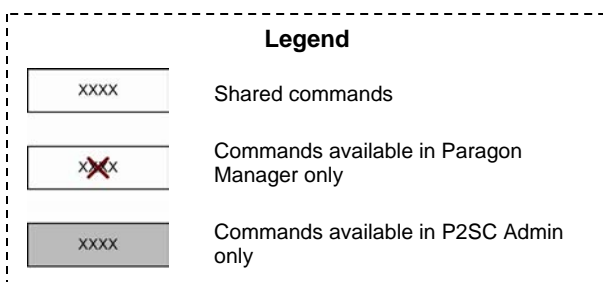 Legend
XXXX
Shared commands
XXXX
Commands available in Paragon
Manager only
XXXX
Commands available in P2SC Admin
only